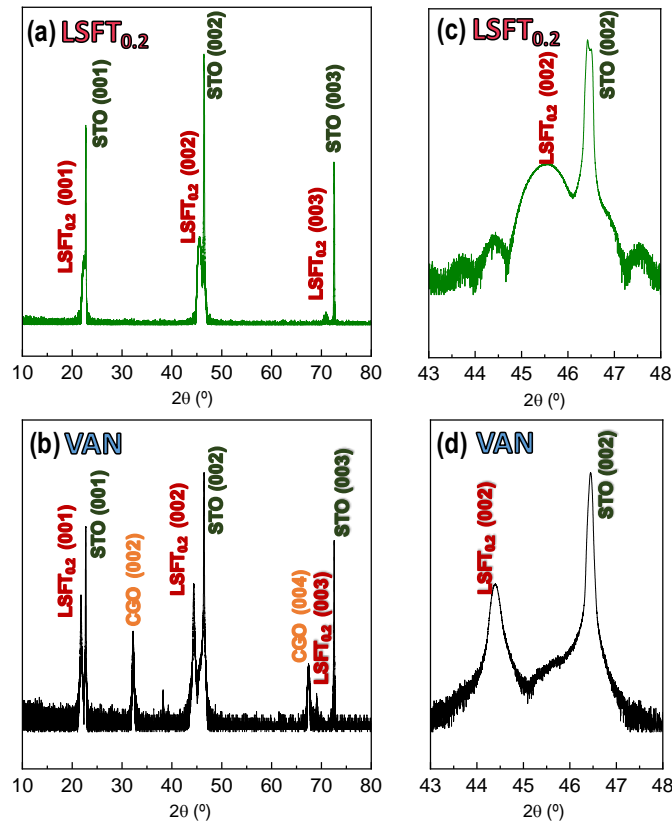 (a) LSFT0.2
LSFT0.2 (001)
STO (001)
LSFT0.2 (002)
STO (002)
LSFT0.2 (003)
STO (003)
10 20 30 40 50 60 70 80
2θ (º)
(c) LSFT0.2
LSFT0.2 (002)
STO (002)
43 44 45 46 47 48
2θ (º)
(b) VAN
LSFT0.2 (001)
STO (001)
CGO (002)
LSFT0.2 (002)
STO (002)
CGO (004)
LSFT0.2 (003)
STO (003)
10 20 30 40 50 60 70 80
2θ (º)
(d) VAN
LSFT0.2 (002)
STO (002)
43 44 45 46 47 48
2θ (º)